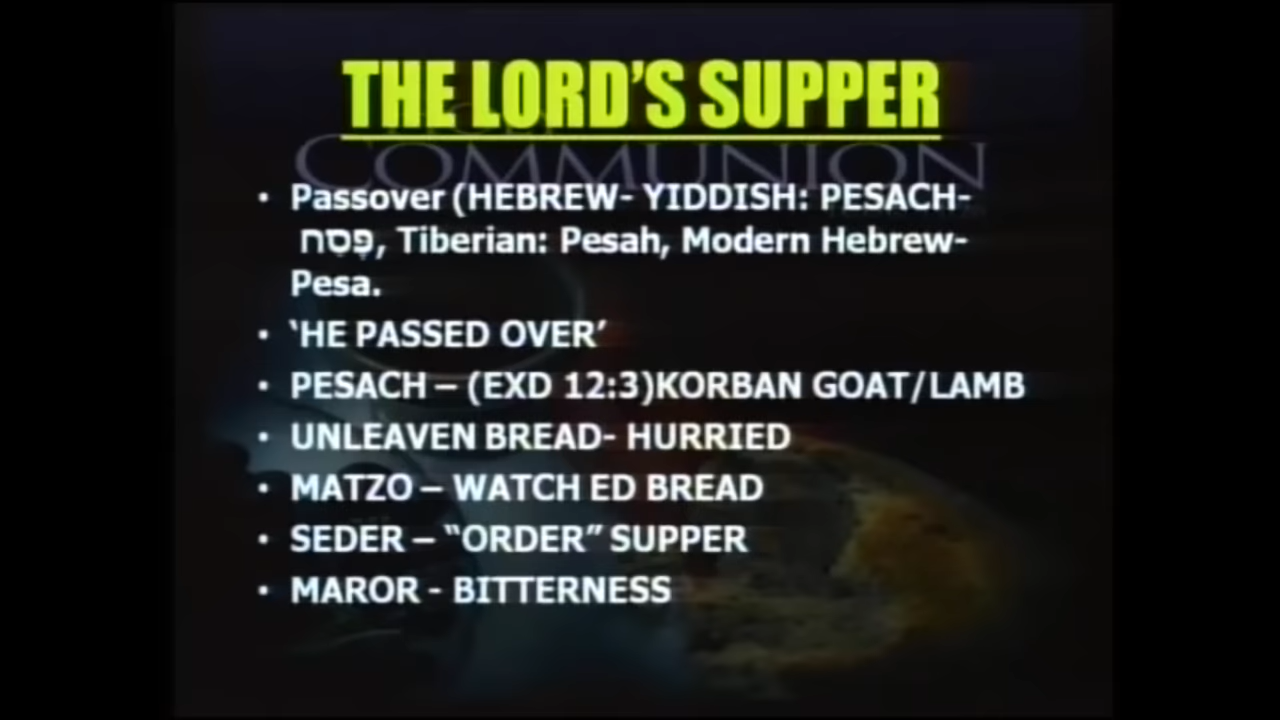 THE LORD'S SUPPER
COMMUNION
• Passover (HEBREW- YIDDISH: PESACH-
פֶּסַח, Tiberian: Pesah, Modern Hebrew-
Pesa.
• ‘HE PASSED OVER’
• PESACH – (EXD 12:3)KORBAN GOAT/LAMB
• UNLEAVEN BREAD- HURRIED
• MATZO – WATCH ED BREAD
• SEDER – “ORDER” SUPPER
• MAROR - BITTERNESS